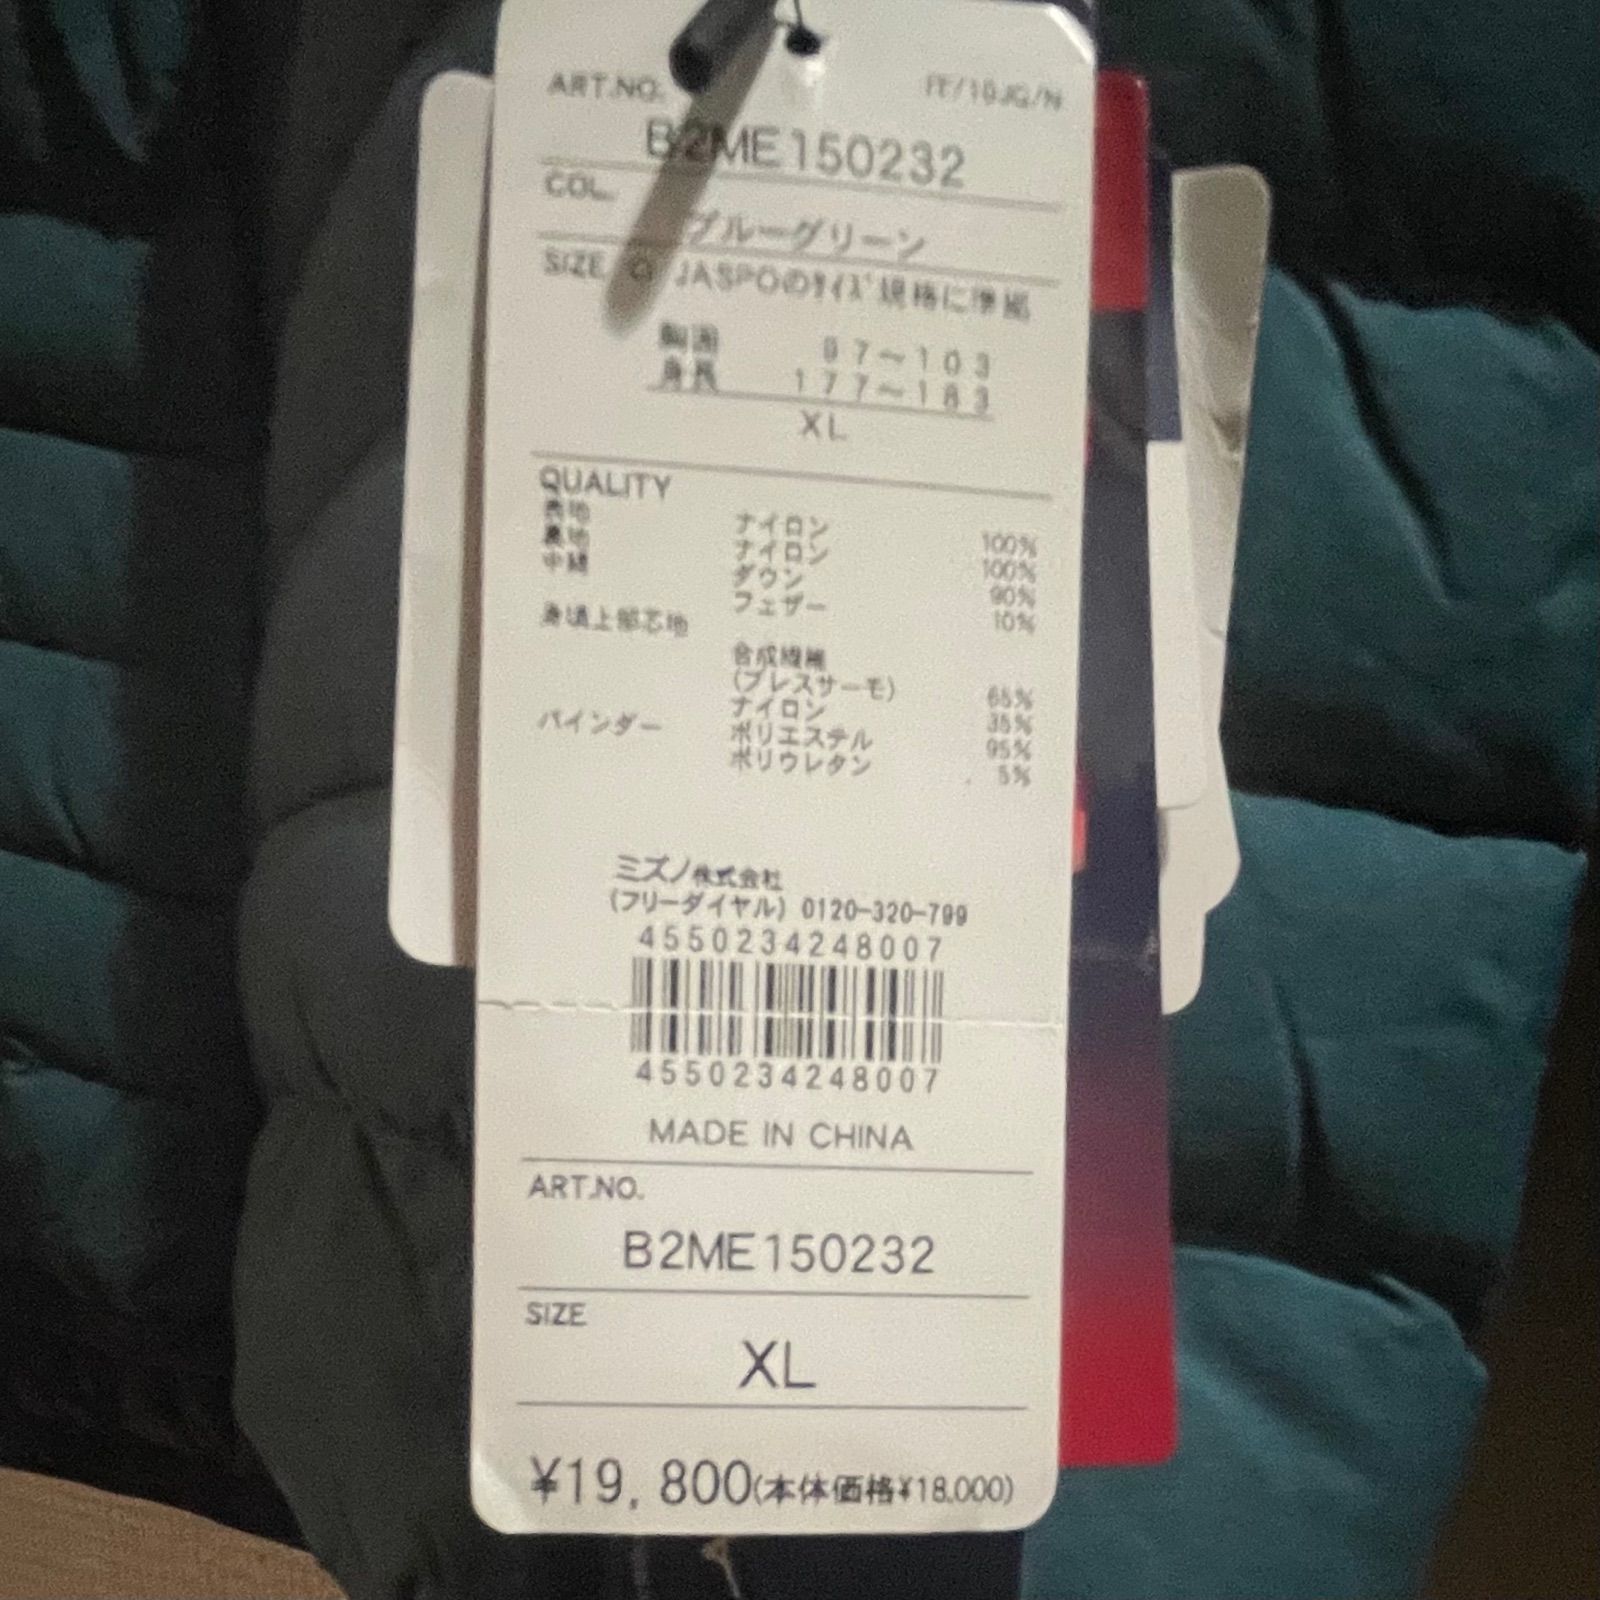 ART.NO.
B2ME150232
COL.
ブルーグリーン
SIZE JASPOのサイズ規格に準拠
胸囲 97~103
身長 177~183
XL
QUALITY
表地 ナイロン 100%
裏地 ナイロン 100%
中綿 ダウン 90%
フェザー 10%
身頃上部芯地
合成繊維
(ブレスサーモ) 65%
ナイロン 35%
バインダー ポリエステル 95%
ポリウレタン 5%
ミズノ株式会社
(フリーダイヤル) 0120-320-799
4550234248007
4550234248007
MADE IN CHINA
ART.NO.
B2ME150232
SIZE
XL
¥19,800(本体価格¥18,000)